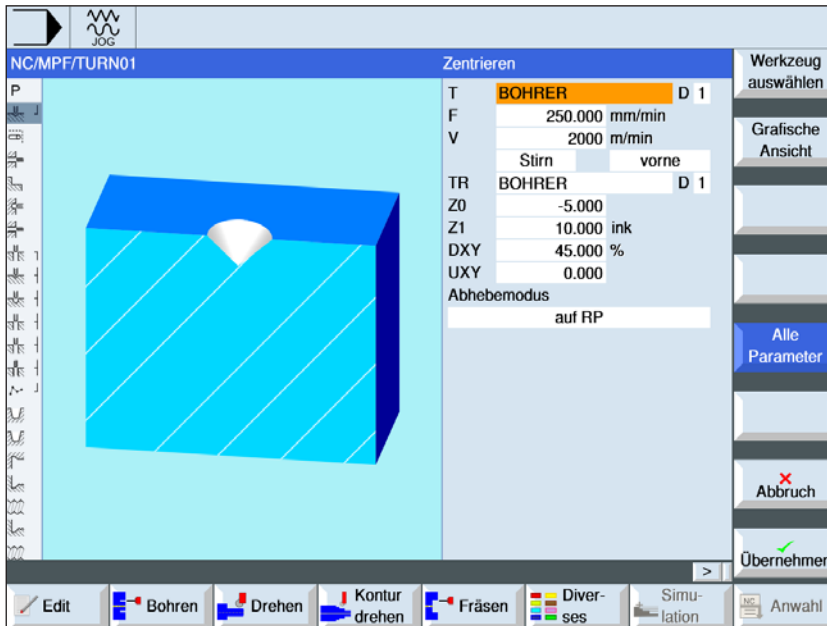 JOG
NC/MPF/TURN01
Zentrieren
P
T BOHRER D 1
F 250.000 mm/min
V 2000 m/min
Stirn vorne
TR BOHRER D 1
Z0 -5.000
Z1 10.000 ink
DXY 45.000 %
UXY 0.000
Abhebemodus
auf RP
Werkzeug
auswählen
Grafische
Ansicht
Alle
Parameter
Abbruch
Übernehmen
>
Edit
Bohren
Drehen
Kontur
drehen
Fräsen
Diver-
ses
Simu-
lation
NC
Anwahl